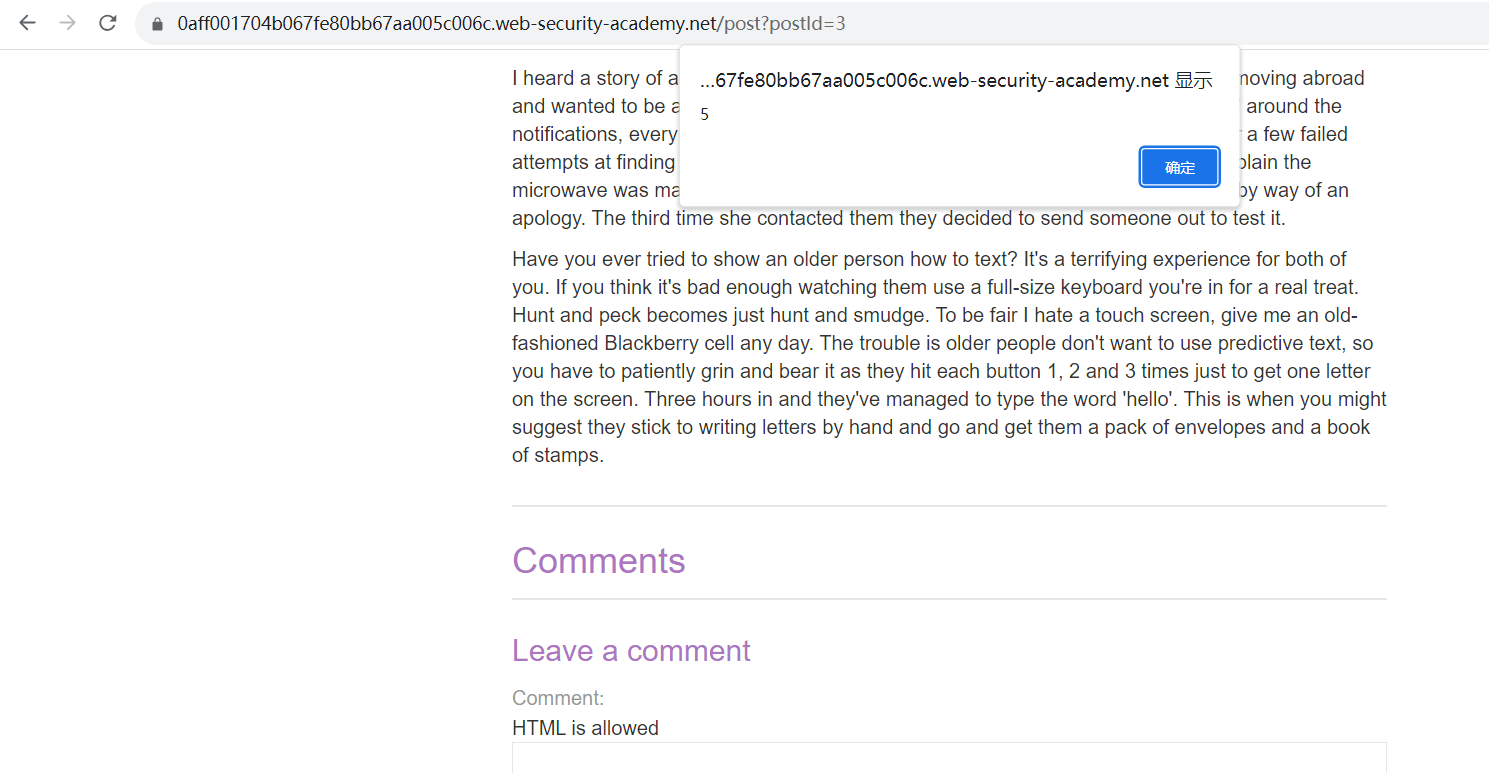 0aff001704b067fe80bb67aa005c006c.web-security-academy.net/post?postId=3
...67fe80bb67aa005c006c.web-security-academy.net 显示
5
确定
I heard a story of a moving abroad
and wanted to be a around the
notifications, every a few failed
attempts at finding plain the
microwave was ma by way of an
apology. The third time she contacted them they decided to send someone out to test it.
Have you ever tried to show an older person how to text? It's a terrifying experience for both of
you. If you think it's bad enough watching them use a full-size keyboard you're in for a real treat.
Hunt and peck becomes just hunt and smudge. To be fair I hate a touch screen, give me an old-
fashioned Blackberry cell any day. The trouble is older people don't want to use predictive text, so
you have to patiently grin and bear it as they hit each button 1, 2 and 3 times just to get one letter
on the screen. Three hours in and they've managed to type the word 'hello'. This is when you might
suggest they stick to writing letters by hand and go and get them a pack of envelopes and a book
of stamps.
Comments
Leave a comment
Comment:
HTML is allowed